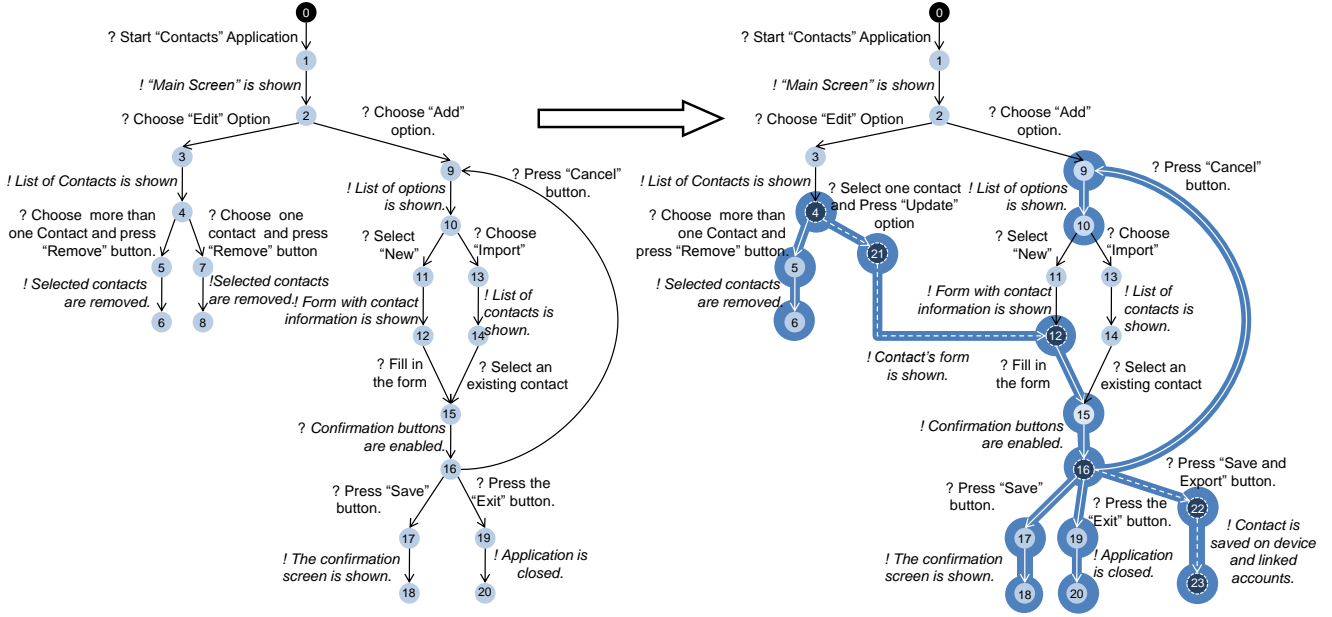 0
? Start “Contacts” Application
1
! “Main Screen” is shown
2
? Choose “Edit” Option
? Choose “Add”
option.
3
9
! List of Contacts is shown
? Press “Cancel”
button.
! List of options
is shown.
4
10
? Choose more than
one Contact and press
“Remove” button.
? Choose one
contact and press
“Remove” button
? Select
“New”
? Choose
“Import”
5
7
11
13
! Selected contacts
are removed.
!Selected contacts
are removed.
! Form with contact
information is shown
! List of
contacts is
shown.
6
8
12
14
? Fill in
the form
? Select an
existing contact
15
? Confirmation buttons
are enabled.
16
? Press “Save”
button.
? Press the
“Exit” button.
17
19
! The confirmation
screen is shown.
! Application is
closed.
18
20
0
? Start “Contacts” Application
1
! “Main Screen” is shown
2
? Choose “Edit” Option
? Choose “Add”
option.
3
9
? Press “Cancel”
button.
! List of Contacts is shown
? Select one contact
and Press “Update”
option
! List of options
is shown.
4
10
? Choose more than
one Contact and
press “Remove” button.
? Select
“New”
? Choose
“Import”
21
5
11
13
! Selected contacts
are removed.
! Form with contact
information is shown
! List of
contacts is
shown.
6
12
14
! Contact’s form
is shown.
? Fill in
the form
? Select an
existing contact
15
! Confirmation buttons
are enabled.
16
? Press “Save”
button.
? Press the
“Exit” button.
? Press “Save and
Export” button.
22
17
19
! The confirmation
screen is shown.
! Application
is closed.
! Contact is
saved on device
and linked
accounts.
18
20
23